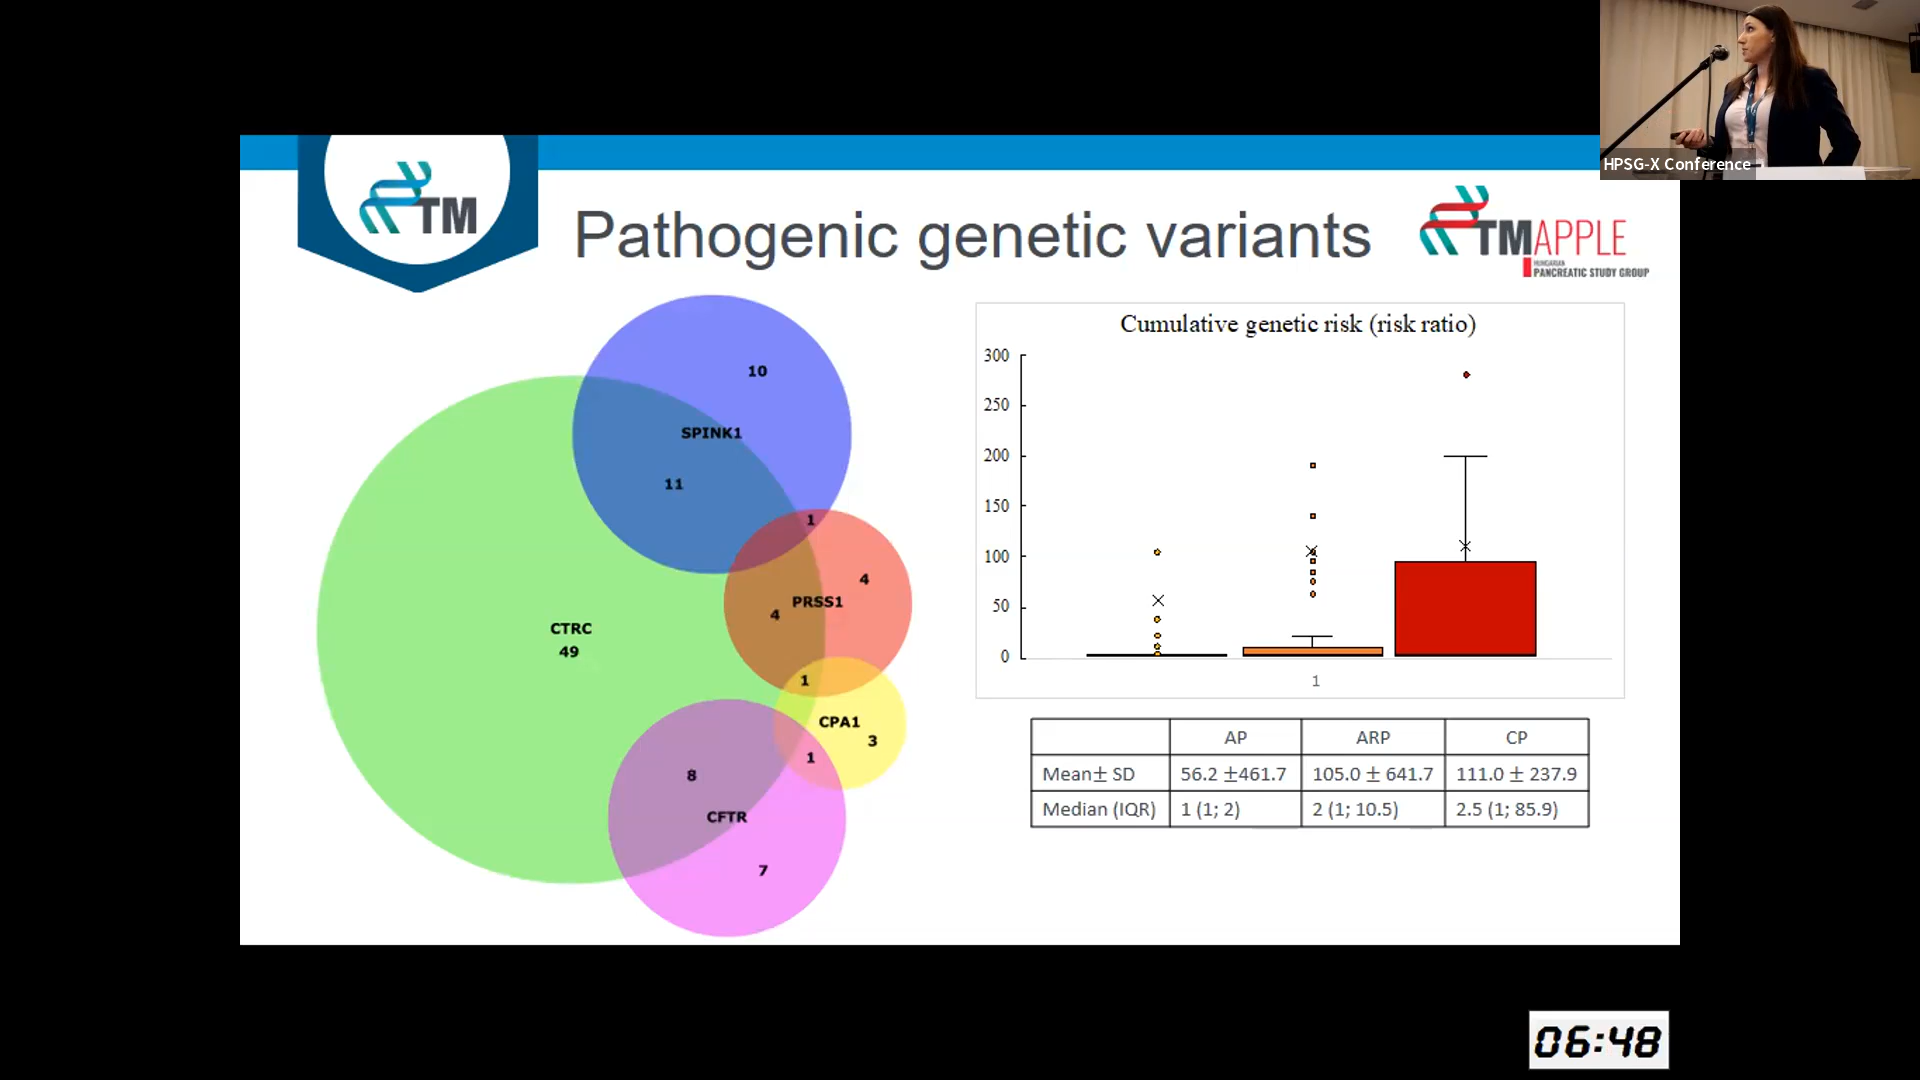 HPSG-X Conference
TM
Pathogenic genetic variants
TMAPPLE
HUNGARIAN
PANCREATIC STUDY GROUP
10
SPINK1
11
1
4
PRSS1
4
CTRC
49
1
CPA1
3
1
8
CFTR
7
Cumulative genetic risk (risk ratio)
300
250
200
150
100
50
0
1
AP ARP CP
Mean± SD 56.2 ±461.7 105.0 ± 641.7 111.0 ± 237.9
Median (IQR) 1 (1; 2) 2 (1; 10.5) 2.5 (1; 85.9)
06:48